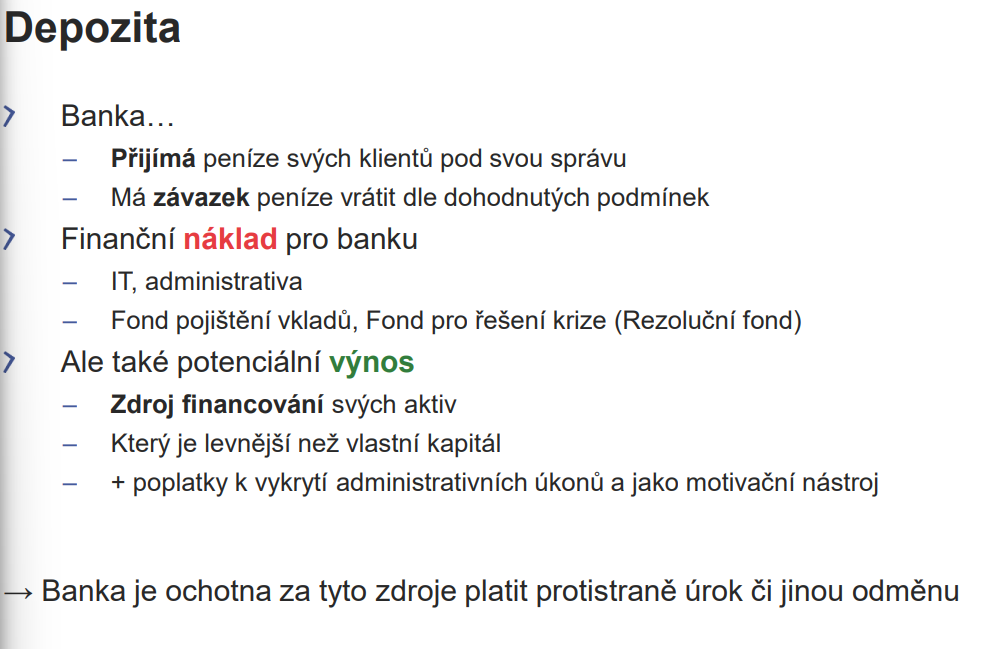 Depozita
Banka…
– Přijímá peníze svých klientů pod svou správu
– Má závazek peníze vrátit dle dohodnutých podmínek
Finanční náklad pro banku
– IT, administrativa
– Fond pojištění vkladů, Fond pro řešení krize (Rezoluční fond)
Ale také potenciální výnos
– Zdroj financování svých aktiv
– Který je levnější než vlastní kapitál
– + poplatky k vykrytí administrativních úkonů a jako motivační nástroj
→ Banka je ochotna za tyto zdroje platit protistraně úrok či jinou odměnu